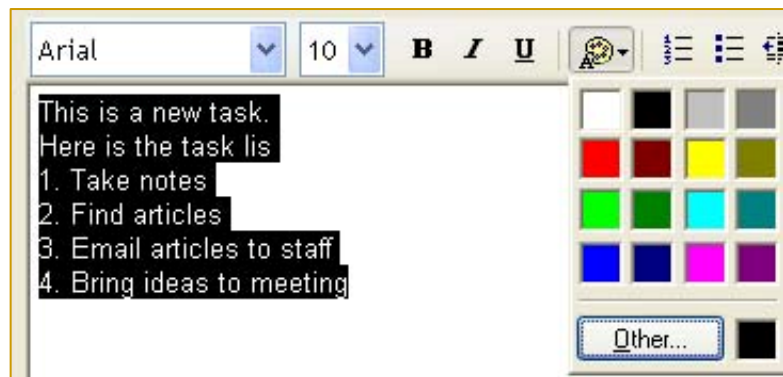 Arial 10 B I U A
This is a new task.
Here is the task lis
1. Take notes
2. Find articles
3. Email articles to staff
4. Bring ideas to meeting
Other...